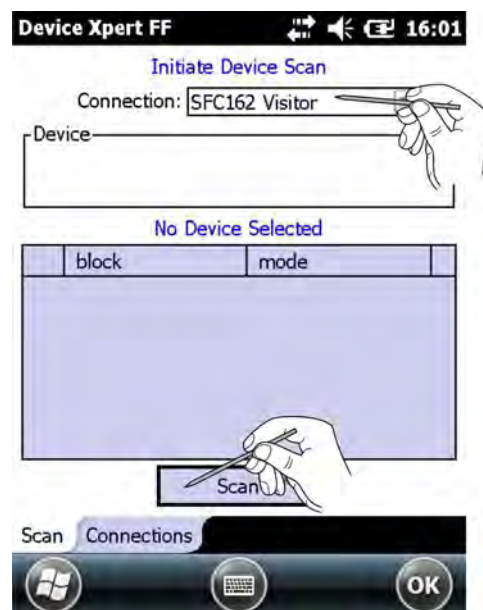 Device Xpert FF 16:01
Initiate Device Scan
Connection: SFC162 Visitor
Device
No Device Selected
block mode
Scan
Scan Connections
OK